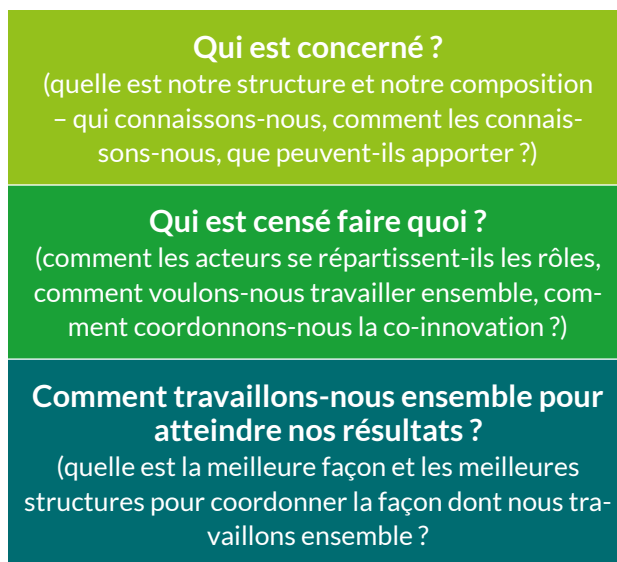 Qui est concerné ?
(quelle est notre structure et notre composition
– qui connaissons-nous, comment les connais-
sons-nous, que peuvent-ils apporter ?)
Qui est censé faire quoi ?
(comment les acteurs se répartissent-ils les rôles,
comment voulons-nous travailler ensemble, com-
ment coordonnons-nous la co-innovation ?)
Comment travaillons-nous ensemble pour
atteindre nos résultats ?
(quelle est la meilleure façon et les meilleures
structures pour coordonner la façon dont nous tra-
vaillons ensemble ?